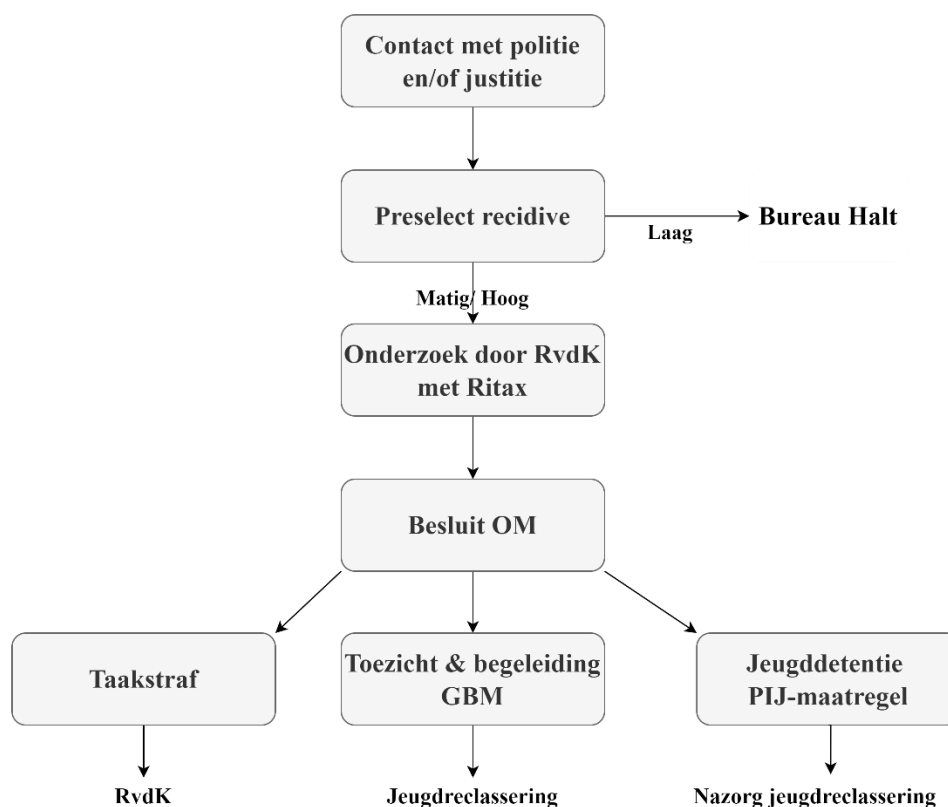 Contact met politie
en/of justitie
Preselect recidive
Laag
Bureau Halt
Matig/ Hoog
Onderzoek door RvdK
met Ritax
Besluit OM
Taakstraf
Toezicht & begeleiding
GBM
Jeugddetentie
PIJ-maatregel
RvdK
Jeugdreclassering
Nazorg jeugdreclassering